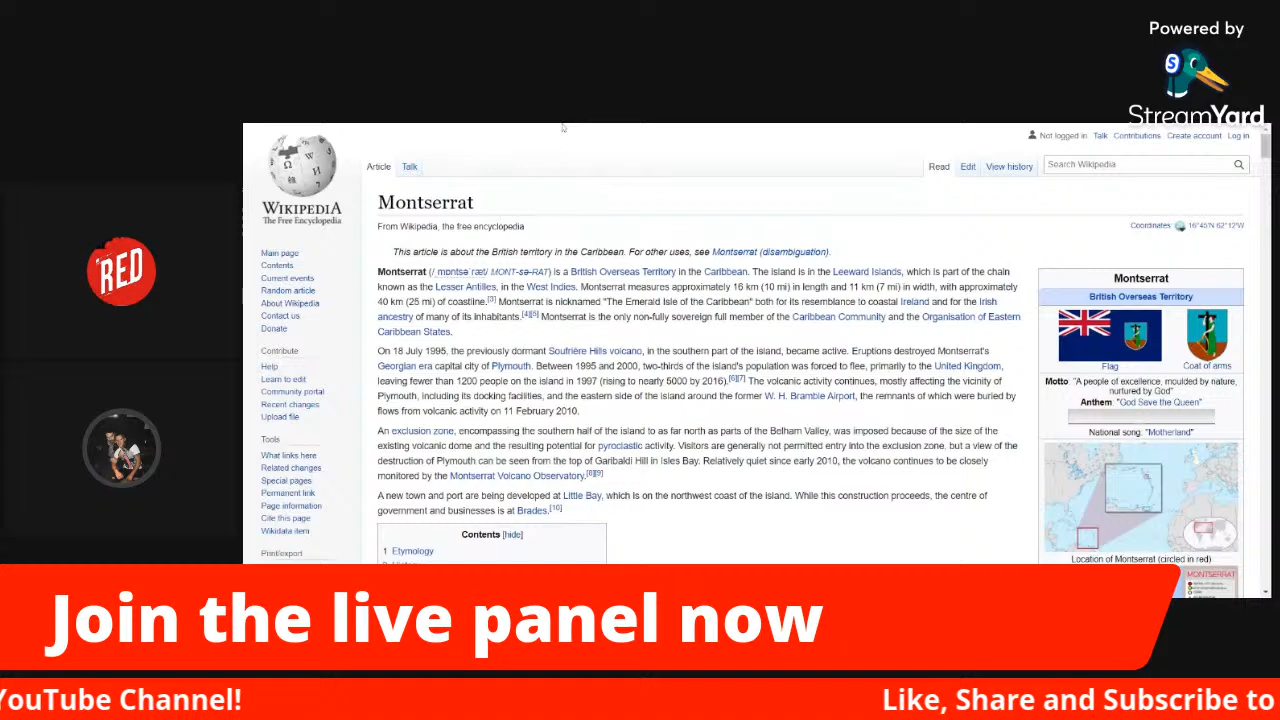 Powered by
StreamYard
RED
WIKIPEDIA
The Free Encyclopedia
Not logged in Talk Contributions Create account Log in
Article Talk Read Edit View history Search Wikipedia
Montserrat
From Wikipedia, the free encyclopedia
Coordinates: 16°45′N 62°12′W
This article is about the British territory in the Caribbean. For other uses, see Montserrat (disambiguation).
Montserrat (/ˌmɒntsəˈræt/ MONT-sə-RAT) is a British Overseas Territory in the Caribbean. The island is in the Leeward Islands, which is part of the chain
known as the Lesser Antilles, in the West Indies. Montserrat measures approximately 16 km (10 mi) in length and 11 km (7 mi) in width, with approximately
40 km (25 mi) of coastline.[3] Montserrat is nicknamed "The Emerald Isle of the Caribbean" both for its resemblance to coastal Ireland and for the Irish
ancestry of many of its inhabitants.[4][5] Montserrat is the only non-fully sovereign full member of the Caribbean Community and the Organisation of Eastern
Caribbean States.
On 18 July 1995, the previously dormant Soufrière Hills volcano, in the southern part of the island, became active. Eruptions destroyed Montserrat's
Georgian era capital city of Plymouth. Between 1995 and 2000, two-thirds of the island's population was forced to flee, primarily to the United Kingdom,
leaving fewer than 1200 people on the island in 1997 (rising to nearly 5000 by 2016).[6][7] The volcanic activity continues, mostly affecting the vicinity of
Plymouth, including its docking facilities, and the eastern side of the island around the former W. H. Bramble Airport, the remnants of which were buried by
flows from volcanic activity on 11 February 2010.
An exclusion zone, encompassing the southern half of the island to as far north as parts of the Belham Valley, was imposed because of the size of the
existing volcanic dome and the resulting potential for pyroclastic activity. Visitors are generally not permitted entry into the exclusion zone, but a view of the
destruction of Plymouth can be seen from the top of Garibaldi Hill in Isles Bay. Relatively quiet since early 2010, the volcano continues to be closely
monitored by the Montserrat Volcano Observatory.[8][9]
A new town and port are being developed at Little Bay, which is on the northwest coast of the island. While this construction proceeds, the centre of
government and businesses is at Brades.[10]
Contents [hide]
1 Etymology
Main page
Contents
Current events
Random article
About Wikipedia
Contact us
Donate
Contribute
Help
Learn to edit
Community portal
Recent changes
Upload file
Tools
What links here
Related changes
Special pages
Permanent link
Page information
Cite this page
Wikidata item
Print/export
Montserrat
British Overseas Territory
Flag
Coat of arms
Motto: "A people of excellence, moulded by nature,
nurtured by God"
Anthem: "God Save the Queen"
National song: "Motherland"
Location of Montserrat (circled in red)
MONTSERRAT
Join the live panel now
YouTube Channel! Like, Share and Subscribe to